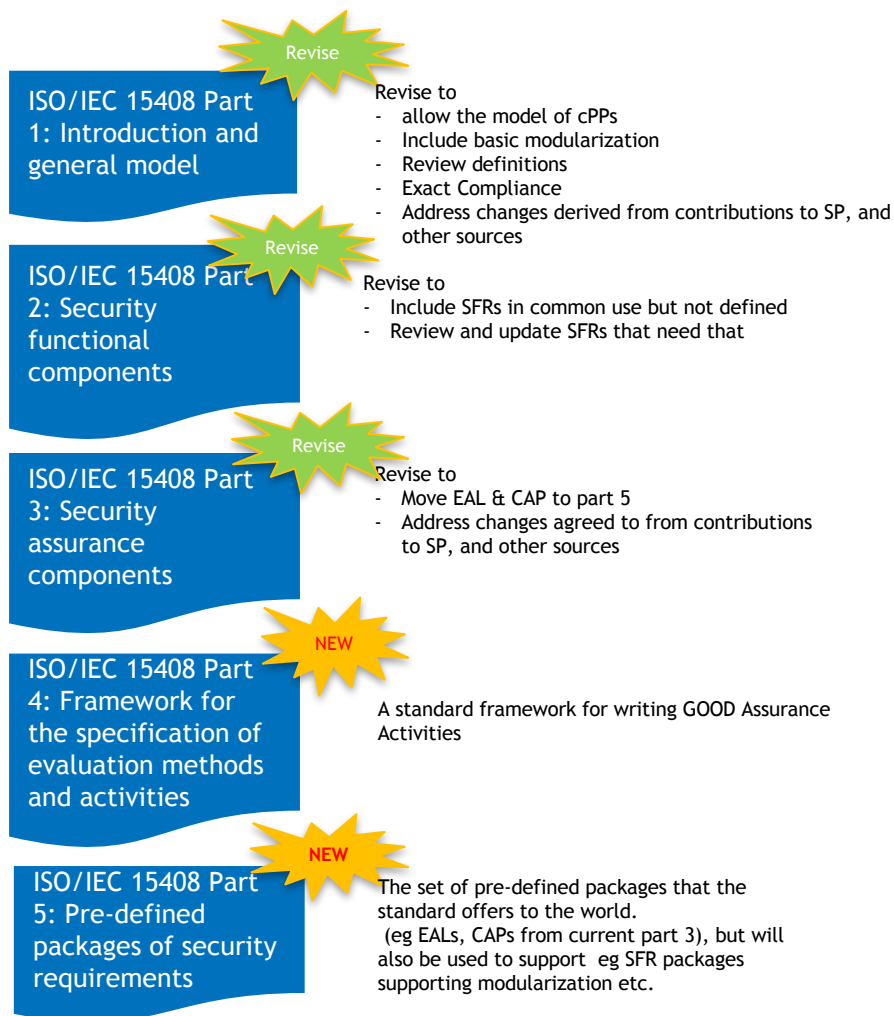 Revise
ISO/IEC 15408 Part
1: Introduction and
general model
Revise to
- allow the model of cPPs
- Include basic modularization
- Review definitions
- Exact Compliance
- Address changes derived from contributions to SP, and
other sources
Revise
ISO/IEC 15408 Part
2: Security
functional
components
Revise to
- Include SFRs in common use but not defined
- Review and update SFRs that need that
Revise
ISO/IEC 15408 Part
3: Security
assurance
components
Revise to
- Move EAL & CAP to part 5
- Address changes agreed to from contributions
to SP, and other sources
NEW
ISO/IEC 15408 Part
4: Framework for
the specification of
evaluation methods
and activities
A standard framework for writing GOOD Assurance
Activities
NEW
ISO/IEC 15408 Part
5: Pre-defined
packages of security
requirements
The set of pre-defined packages that the
standard offers to the world.
(eg EALs, CAPs from current part 3), but will
also be used to support eg SFR packages
supporting modularization etc.